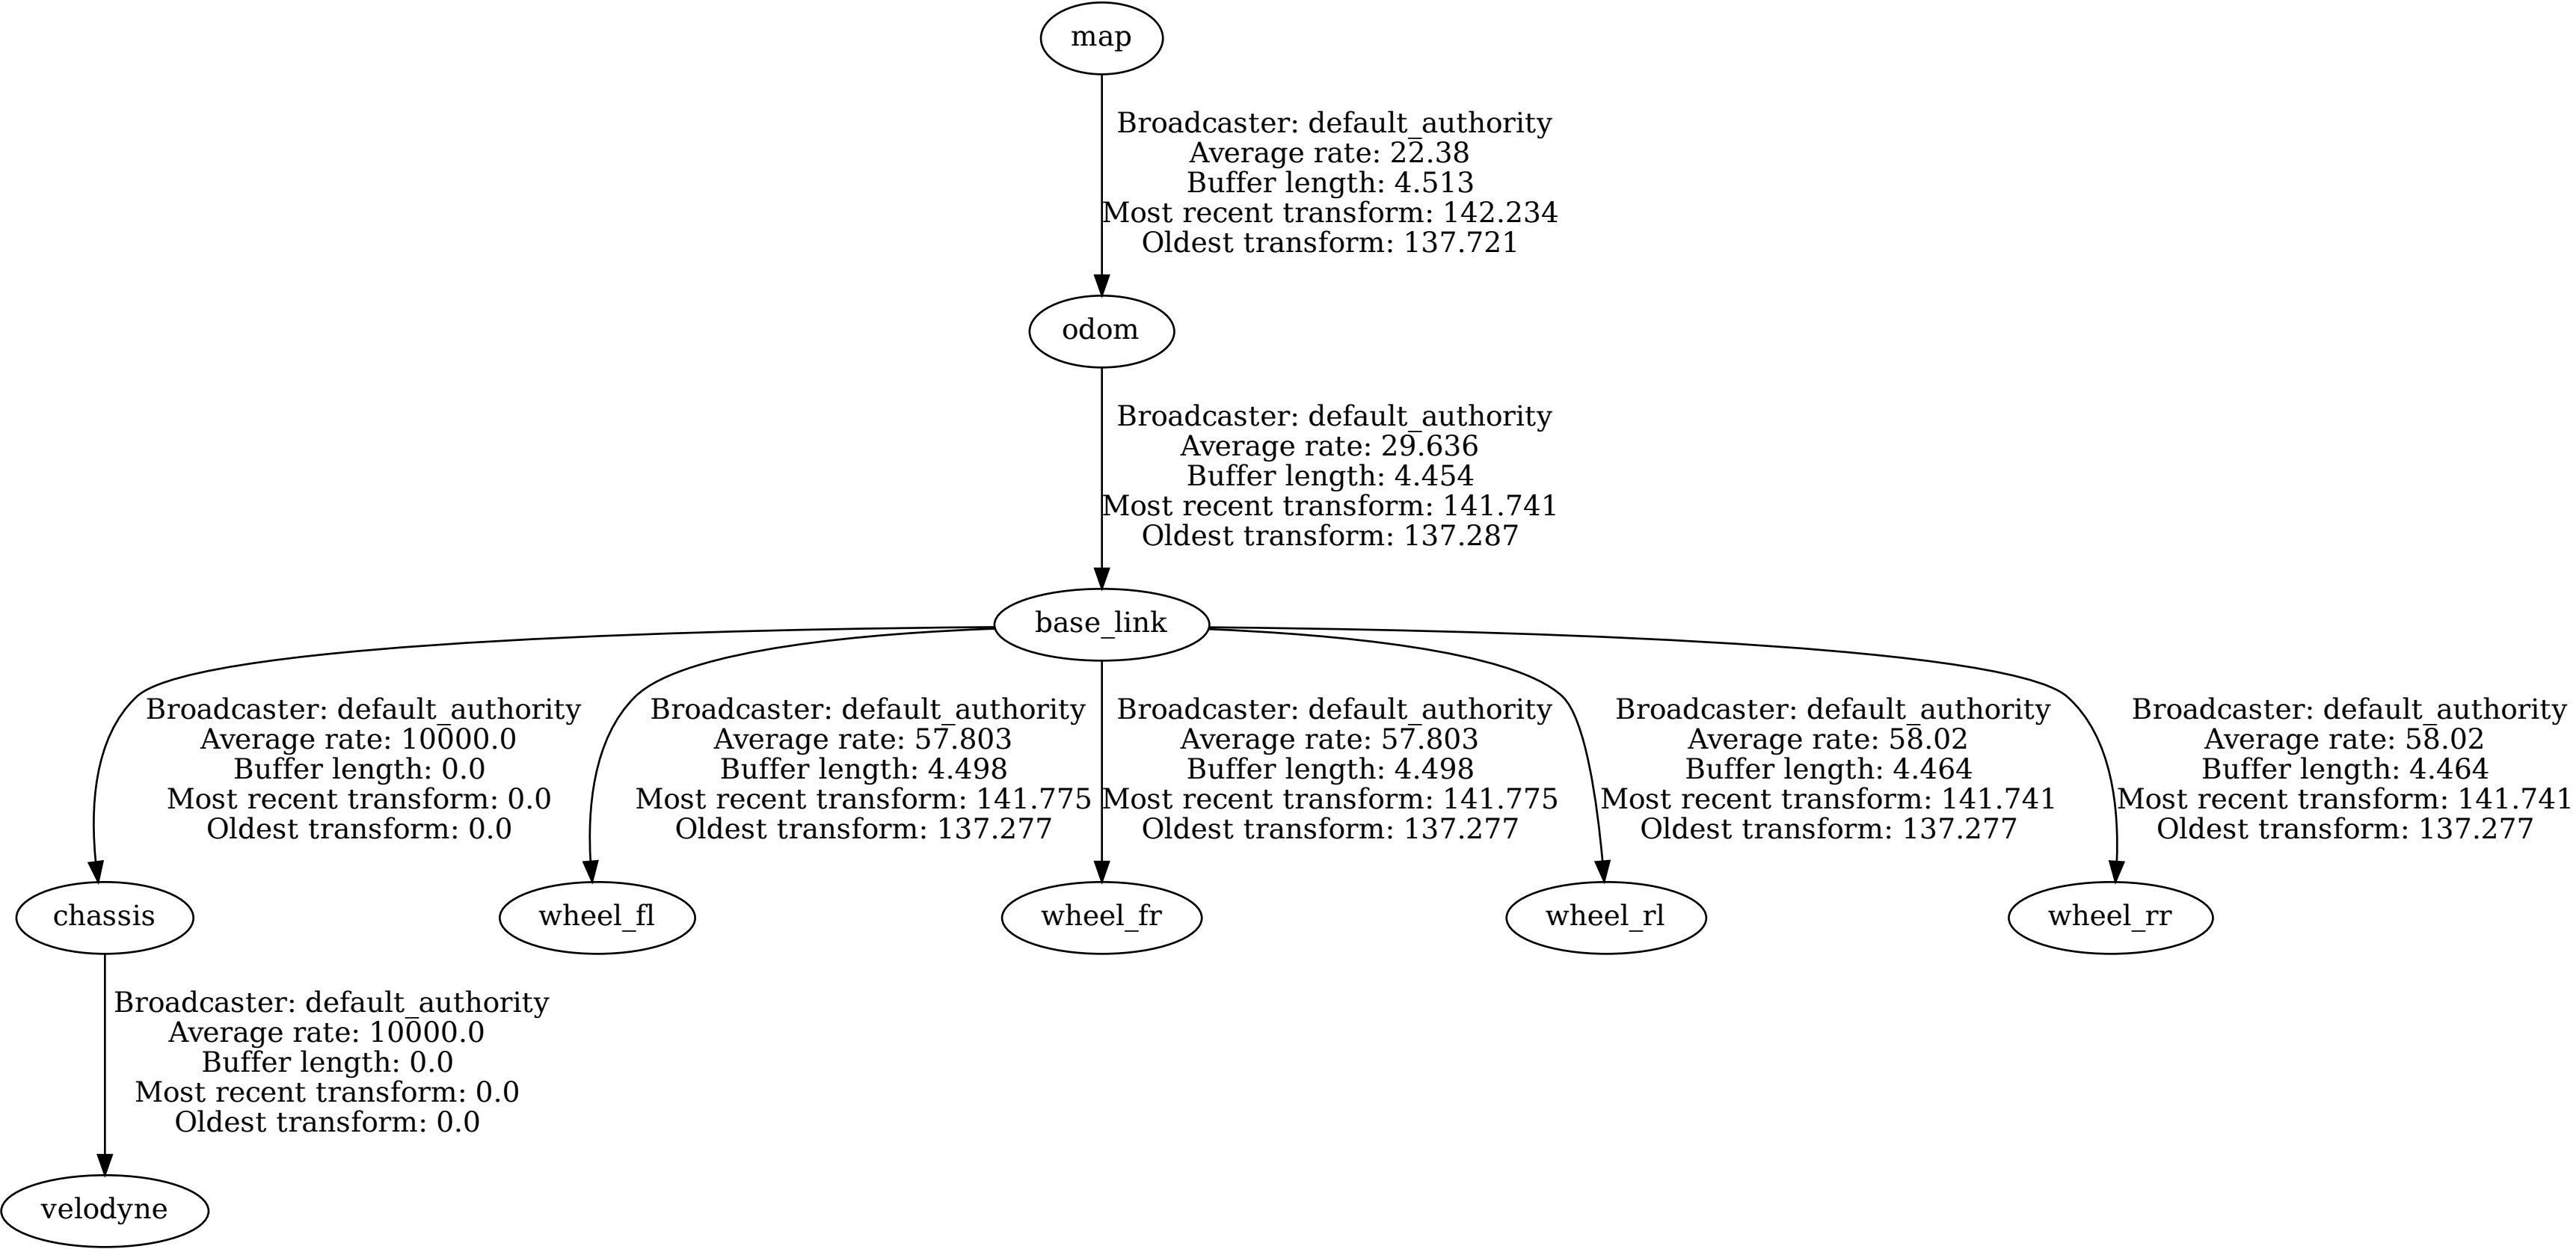 map
Broadcaster: default_authority
Average rate: 22.38
Buffer length: 4.513
Most recent transform: 142.234
Oldest transform: 137.721
odom
Broadcaster: default_authority
Average rate: 29.636
Buffer length: 4.454
Most recent transform: 141.741
Oldest transform: 137.287
base_link
Broadcaster: default_authority
Average rate: 10000.0
Buffer length: 0.0
Most recent transform: 0.0
Oldest transform: 0.0
Broadcaster: default_authority
Average rate: 57.803
Buffer length: 4.498
Most recent transform: 141.775
Oldest transform: 137.277
Broadcaster: default_authority
Average rate: 57.803
Buffer length: 4.498
Most recent transform: 141.775
Oldest transform: 137.277
Broadcaster: default_authority
Average rate: 58.02
Buffer length: 4.464
Most recent transform: 141.741
Oldest transform: 137.277
Broadcaster: default_authority
Average rate: 58.02
Buffer length: 4.464
Most recent transform: 141.741
Oldest transform: 137.277
chassis
wheel_fl
wheel_fr
wheel_rl
wheel_rr
Broadcaster: default_authority
Average rate: 10000.0
Buffer length: 0.0
Most recent transform: 0.0
Oldest transform: 0.0
velodyne